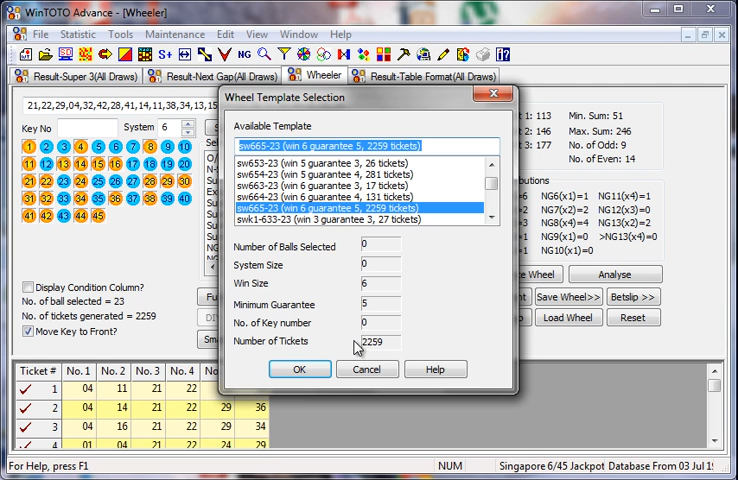 WinTOTO Advance - [Wheeler]
File Statistic Tools Maintenance Edit View Window Help
S+ NG
Result-Super 3(All Draws) Result-Next Gap(All Draws) Wheeler Result-Table Format(All Draws)
21,22,29,04,32,42,28,41,14,11,38,34,13,15
Key No System 6
1 2 3 4 5 6 7 8 9 10
11 12 13 14 15 16 17 18 19 20
21 22 23 24 25 26 27 28 29 30
31 32 33 34 35 36 37 38 39 40
41 42 43 44 45
Display Condition Column?
No. of ball selected = 23
No. of tickets generated = 2259
Move Key to Front?
Wheel Template Selection
Available Template
sw665-23 (win 6 guarantee 5, 2259 tickets)
sw653-23 (win 5 guarantee 3, 26 tickets)
sw654-23 (win 5 guarantee 4, 281 tickets)
sw663-23 (win 6 guarantee 3, 17 tickets)
sw664-23 (win 6 guarantee 4, 131 tickets)
sw665-23 (win 6 guarantee 5, 2259 tickets)
swk1-633-23 (win 3 guarantee 3, 27 tickets)
Number of Balls Selected 0
System Size 0
Win Size 6
Minimum Guarantee 5
No. of Key number 0
Number of Tickets 2259
OK Cancel Help
1: 113 Min. Sum: 51
2: 146 Max. Sum: 246
3: 177 No. of Odd: 9
No. of Even: 14
NG6(x1)=1 NG11(x4)=1
NG7(x1)=1 NG12(x3)=0
NG8(x1)=1 NG13(x4)=2
NG9(x1)=0 >NG13(x4)=0
NG10(x1)=0
Wheel Analyse
Save Wheel>> Betslip >>
Load Wheel Reset
Ticket # No. 1 No. 2 No. 3 No. 4
1 04 11 21 22
2 04 14 21 22 29 36
3 04 16 21 22 29 34
4 01 04 21 22 24 29
For Help, press F1 NUM Singapore 6/45 Jackpot Database From 03 Jul 19